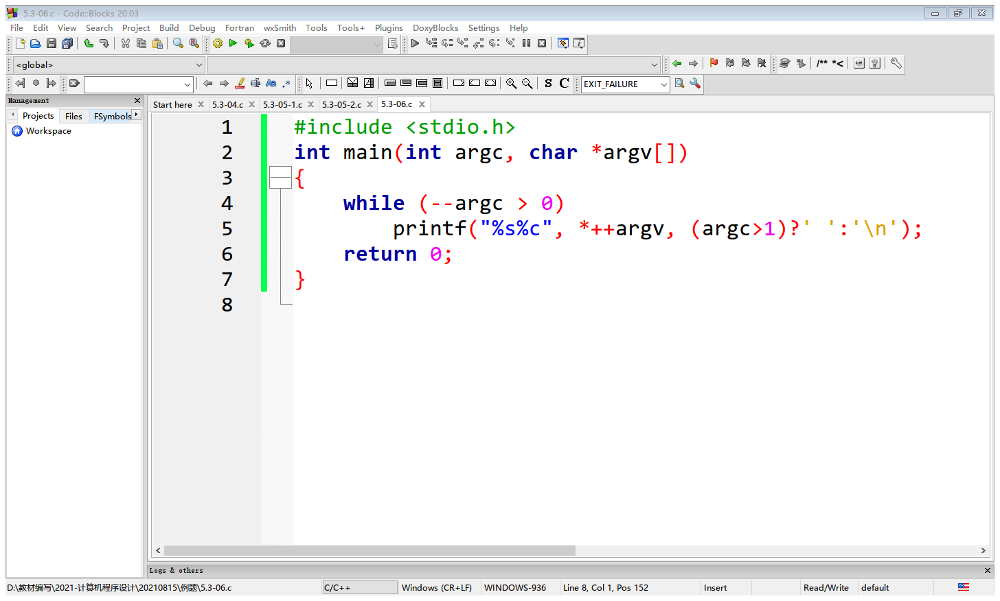 5.3-06.c - Code::Blocks 20.03
File Edit View Search Project Build Debug Fortran wxSmith Tools Tools+ Plugins DoxyBlocks Settings Help
<global>
/** *<
S C EXIT_FAILURE
Management
Start here 5.3-04.c 5.3-05-1.c 5.3-05-2.c 5.3-06.c
Projects Files FSymbols
Workspace
1 #include <stdio.h>
2 int main(int argc, char *argv[])
3 {
4 while (--argc > 0)
5 printf("%s%c", *++argv, (argc>1)?' ':'\n');
6 return 0;
7 }
8
Logs & others
D:\教材编写\2021-计算机程序设计\20210815\例题\5.3-06.c C/C++ Windows (CR+LF) WINDOWS-936 Line 8, Col 1, Pos 152 Insert Read/Write default